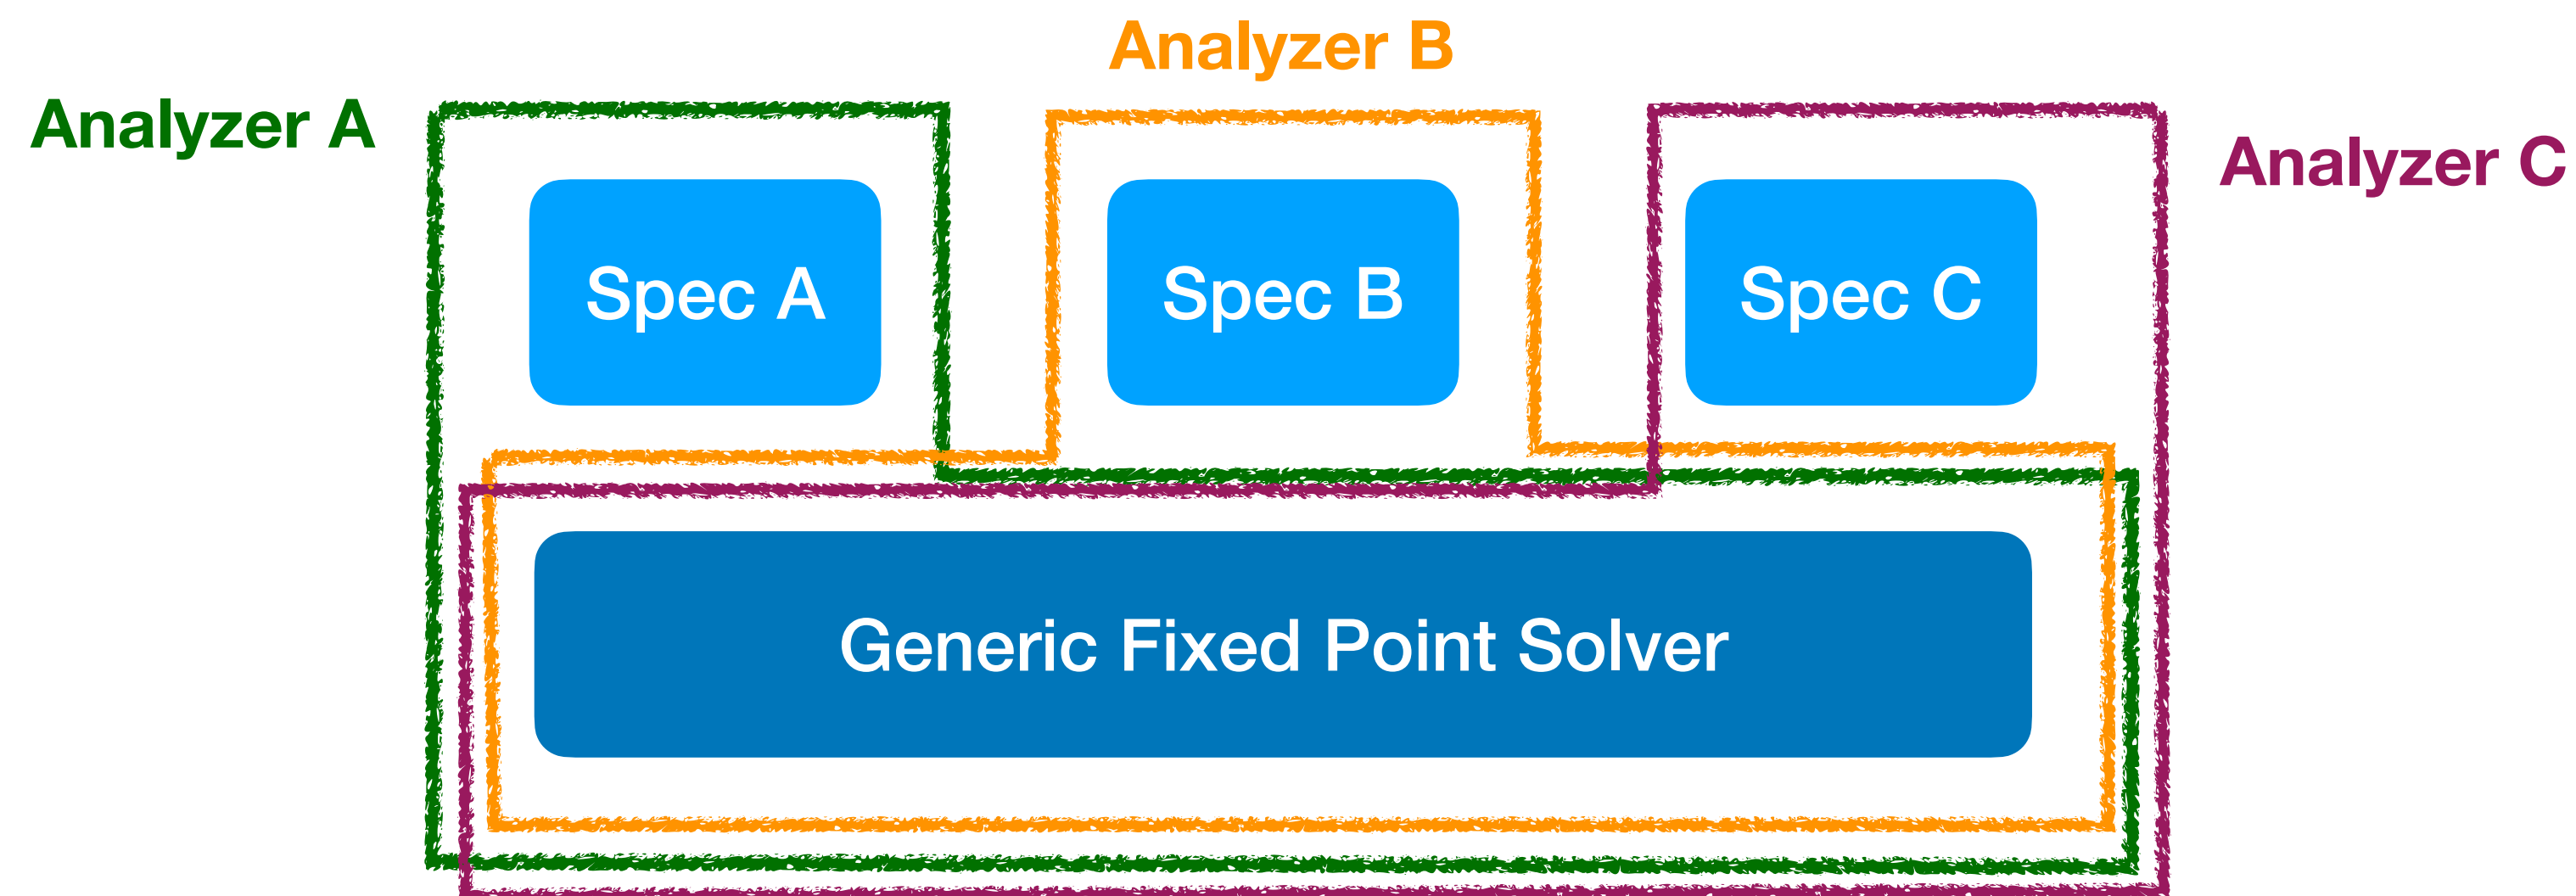 Analyzer B
Analyzer A
Analyzer C
Spec A
Spec B
Spec C
Generic Fixed Point Solver